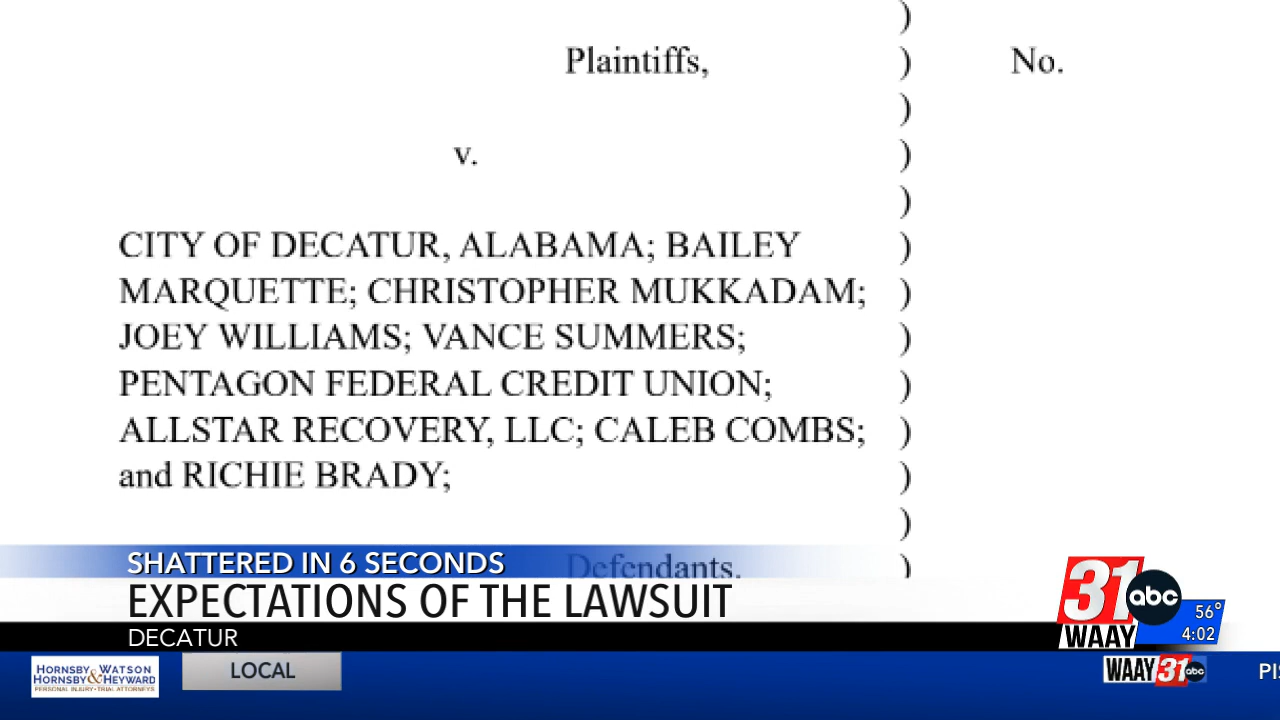 )
Plaintiffs, ) No.
)
v. )
)
CITY OF DECATUR, ALABAMA; BAILEY )
MARQUETTE; CHRISTOPHER MUKKADAM; )
JOEY WILLIAMS; VANCE SUMMERS; )
PENTAGON FEDERAL CREDIT UNION; )
ALLSTAR RECOVERY, LLC; CALEB COMBS; )
and RICHIE BRADY; )
)
Defendants. )
SHATTERED IN 6 SECONDS
EXPECTATIONS OF THE LAWSUIT
DECATUR
31 abc
WAAY
56°
4:02
HORNSBY WATSON
HORNSBY & HEYWARD
PERSONAL INJURY • TRIAL ATTORNEYS
LOCAL
WAAY 31 abc
PIS